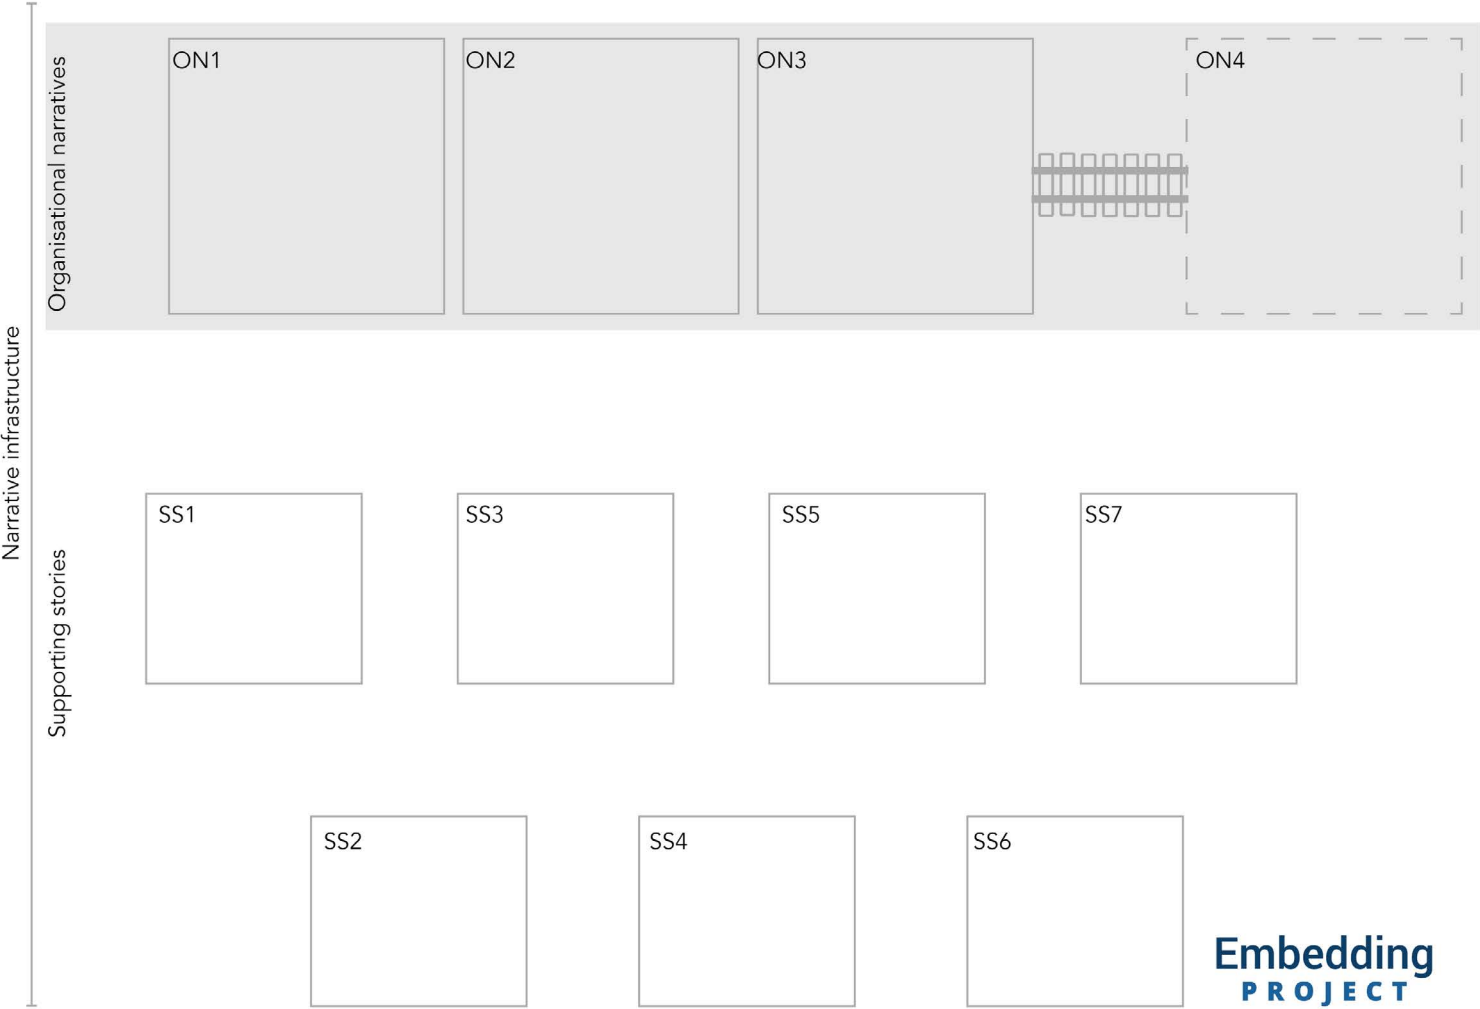 Narrative infrastructure
Organisational narratives
ON1
ON2
ON3
ON4
Supporting stories
SS1
SS3
SS5
SS7
SS2
SS4
SS6
Embedding
PROJECT